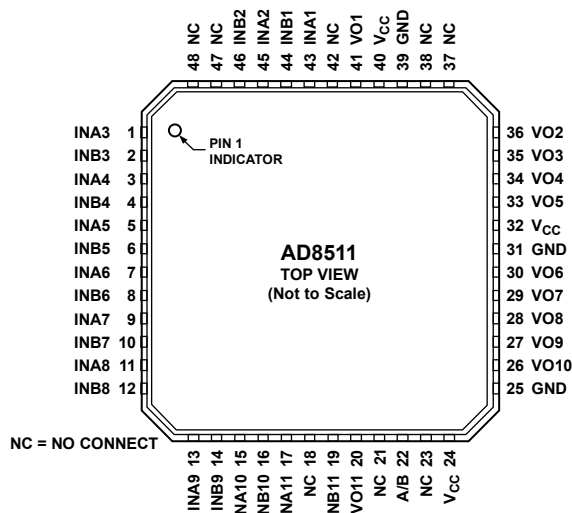 48 NC
47 NC
46 INB2
45 INA2
44 INB1
43 INA1
42 NC
41 VO1
40 VCC
39 GND
38 NC
37 NC
INA3 1
INB3 2
INA4 3
INB4 4
INA5 5
INB5 6
INA6 7
INB6 8
INA7 9
INB7 10
INA8 11
INB8 12
PIN 1
INDICATOR
AD8511
TOP VIEW
(Not to Scale)
36 VO2
35 VO3
34 VO4
33 VO5
32 VCC
31 GND
30 VO6
29 VO7
28 VO8
27 VO9
26 VO10
25 GND
NC = NO CONNECT
INA9 13
INB9 14
NA10 15
NB10 16
NA11 17
NC 18
NB11 19
VO11 20
NC 21
A/B 22
NC 23
VCC 24